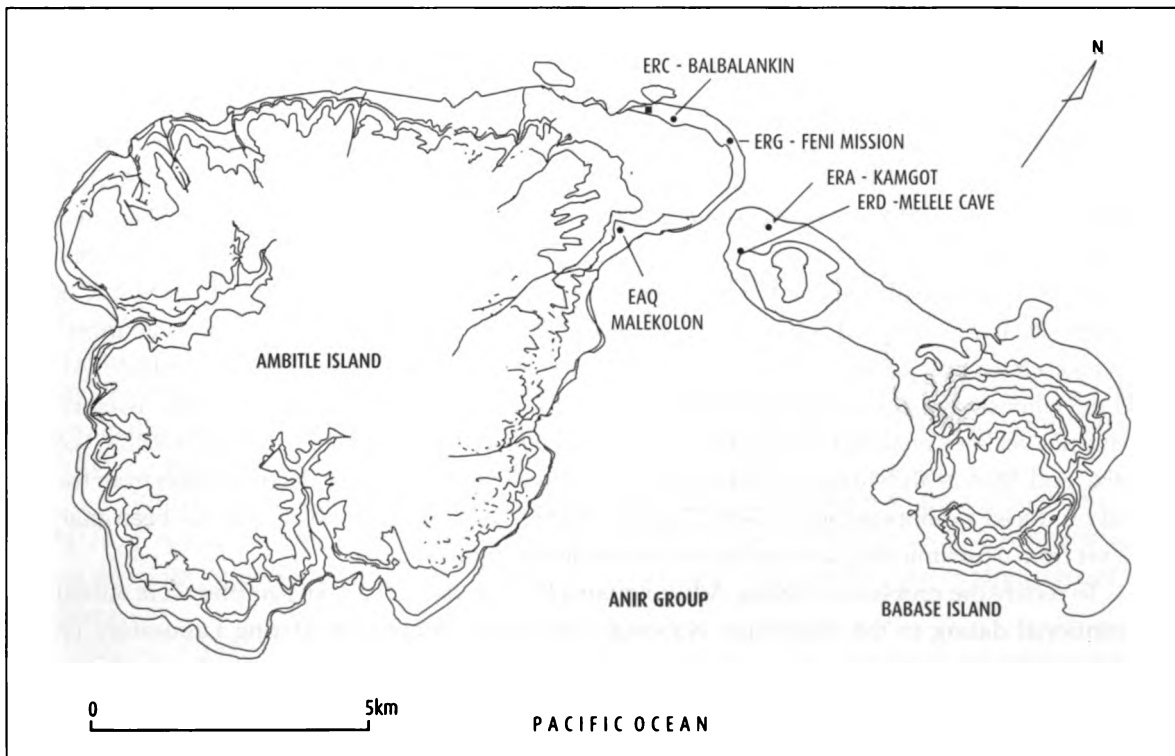 N
ERC - BALBALANKIN
ERG - FENI MISSION
ERA - KAMGOT
ERD -MELELE CAVE
EAQ
MALEKOLON
AMBITLE ISLAND
ANIR GROUP
BABASE ISLAND
0
5km
PACIFIC OCEAN